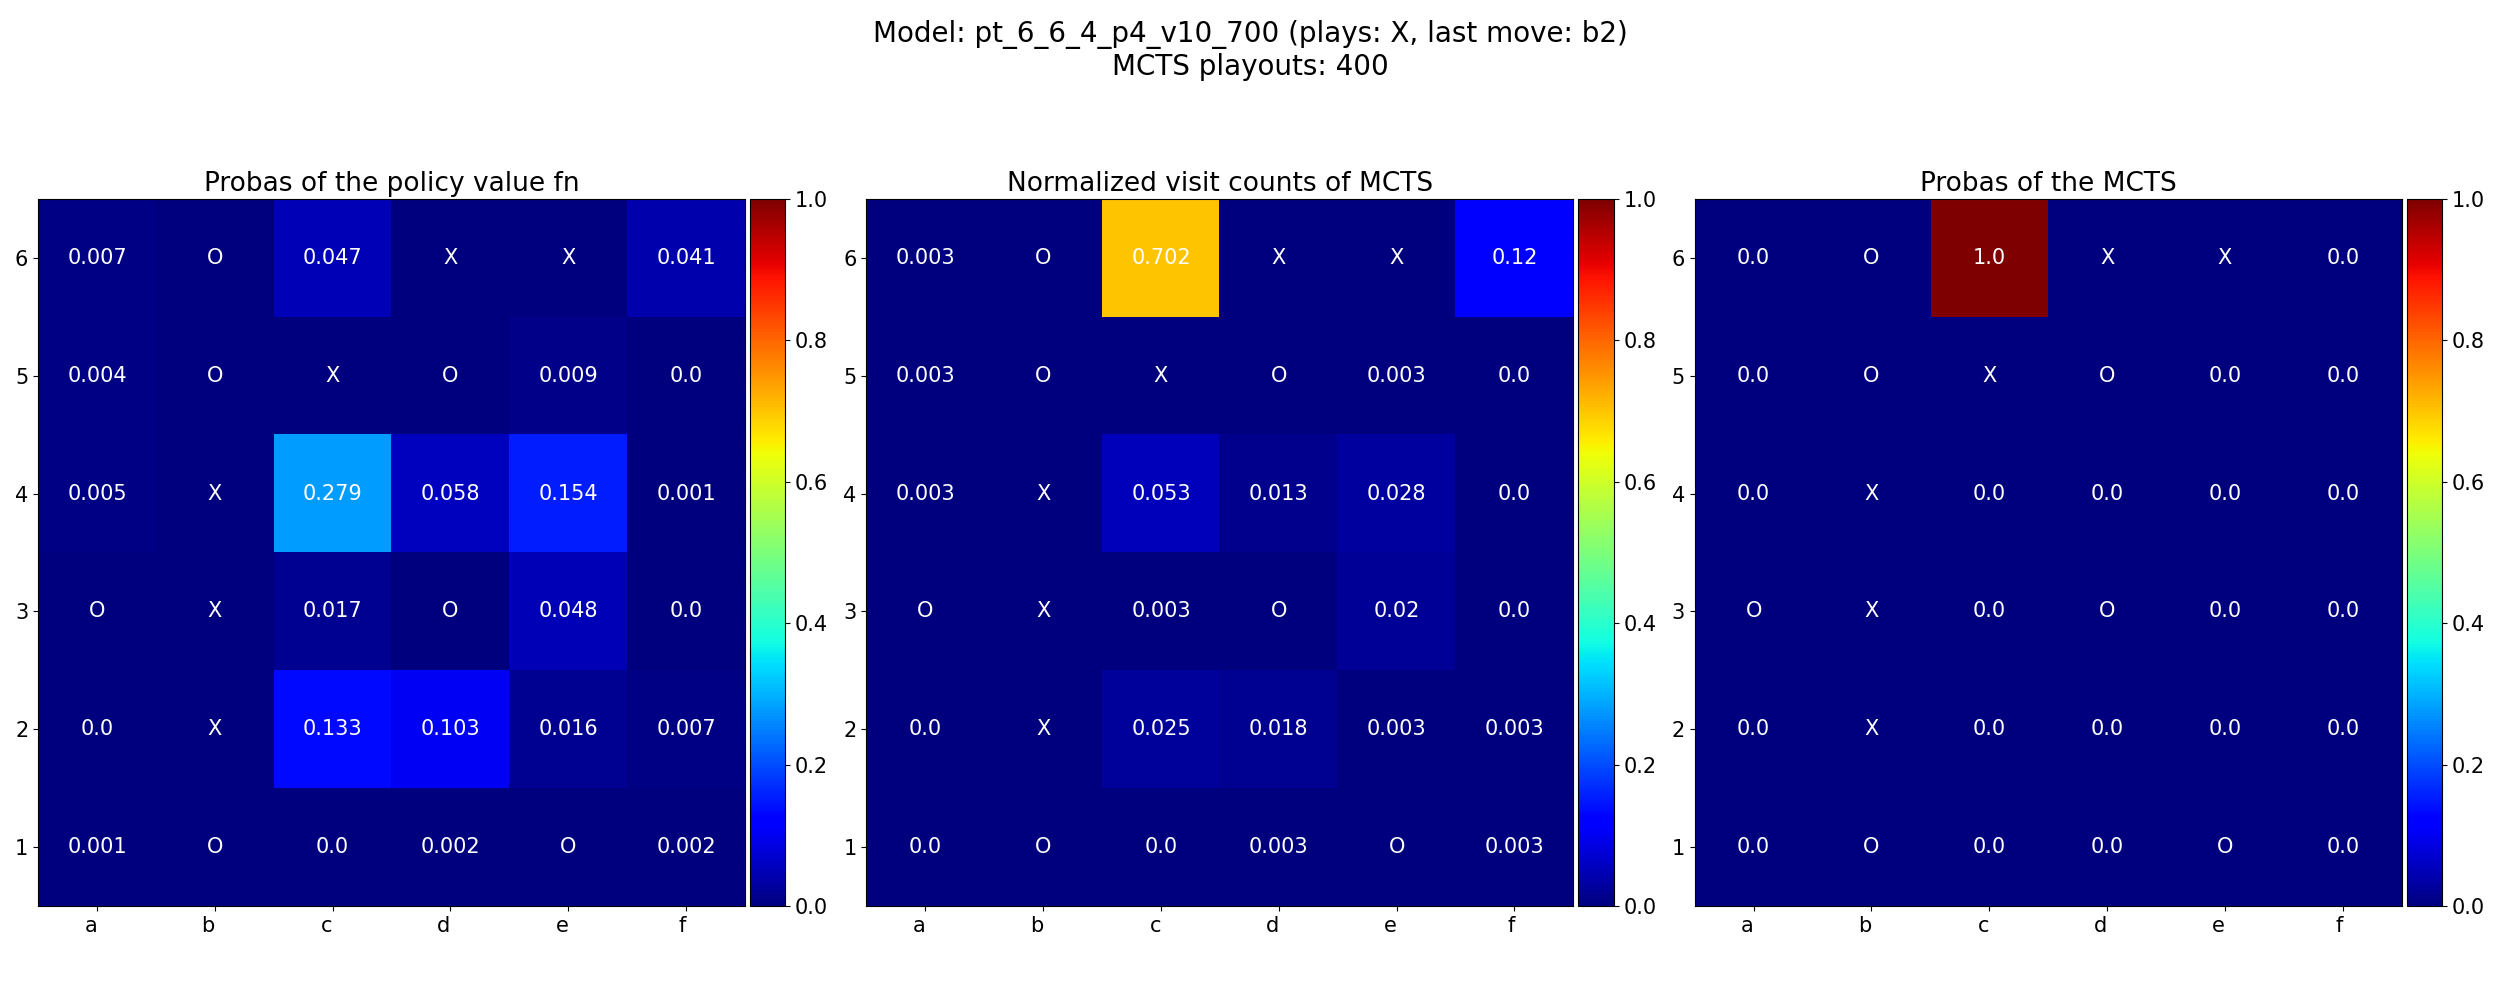 Model: pt_6_6_4_p4_v10_700 (plays: X, last move: b2)
MCTS playouts: 400
Probas of the policy value fn
6 0.007 O 0.047 X X 0.041
5 0.004 O X O 0.009 0.0
4 0.005 X 0.279 0.058 0.154 0.001
3 O X 0.017 O 0.048 0.0
2 0.0 X 0.133 0.103 0.016 0.007
1 0.001 O 0.0 0.002 O 0.002
a b c d e f
1.0
0.8
0.6
0.4
0.2
0.0
Normalized visit counts of MCTS
6 0.003 O 0.702 X X 0.12
5 0.003 O X O 0.003 0.0
4 0.003 X 0.053 0.013 0.028 0.0
3 O X 0.003 O 0.02 0.0
2 0.0 X 0.025 0.018 0.003 0.003
1 0.0 O 0.0 0.003 O 0.003
a b c d e f
1.0
0.8
0.6
0.4
0.2
0.0
Probas of the MCTS
6 0.0 O 1.0 X X 0.0
5 0.0 O X O 0.0 0.0
4 0.0 X 0.0 0.0 0.0 0.0
3 O X 0.0 O 0.0 0.0
2 0.0 X 0.0 0.0 0.0 0.0
1 0.0 O 0.0 0.0 O 0.0
a b c d e f
1.0
0.8
0.6
0.4
0.2
0.0